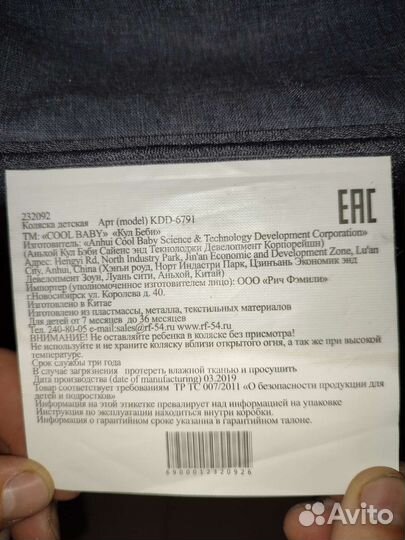 232092
EAC
Коляска детская Арт (model) KDD-6791
TM: «COOL BABY» «Кул Беби»
Изготовитель: «Anhui Cool Baby Science & Technology Development Corporation»
(Аньхой Кул Бэби Сайенс энд Текнолоджи Девелопмент Корпорейшн)
Адрес: Hengyi Rd, North Industry Park, Jin'an Economic and Development Zone, Lu'an
City, Anhui, China (Хэньи роуд, Норт Индастри Парк, Цзинъань Экономик энд
Девелопмент Зоун, Луань сити, Аньхой, Китай)
Импортер (уполномоченное изготовителем лицо): ООО «Рич Фэмили»
г.Новосибирск ул. Королева д. 40.
Изготовлено в Китае
Изготовлено из пластмассы, металла, текстильных материалов
Для детей от 7 месяцев до 36 месяцев
Тел. 240-80-05 e-mail:sales@rf-54.ru www.rf-54.ru
ВНИМАНИЕ! Не оставляйте ребенка в коляске без присмотра!
Не используйте и не храните коляску вблизи открытого огня, а так же при высокой
температуре.
Срок службы три года
В случае загрязнения протереть влажной тканью и просушить
Дата производства (date of manufacturing) 03.2019
Товар соответствует требованиям ТР ТС 007/2011 «О безопасности продукции для
детей и подростков»
Информация на этой этикетке превалирует над информацией на упаковке
Инструкция по эксплуатации находиться внутри коробки.
Информация о гарантийном сроке указанна в гарантийном талоне.
6900012320926
Avito